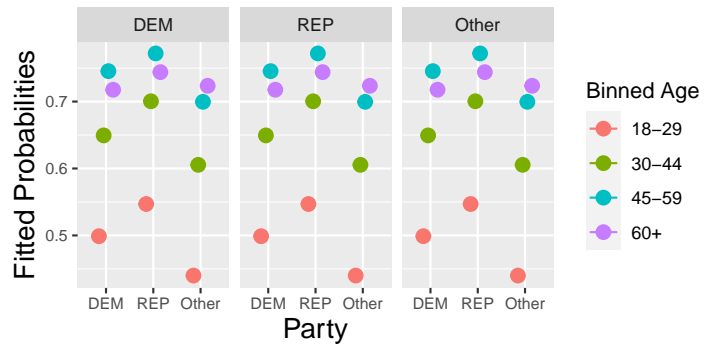 DEM REP Other
Fitted Probabilities
0.7
0.6
0.5
DEM REP Other DEM REP Other DEM REP Other
Party
Binned Age
18−29
30−44
45−59
60+